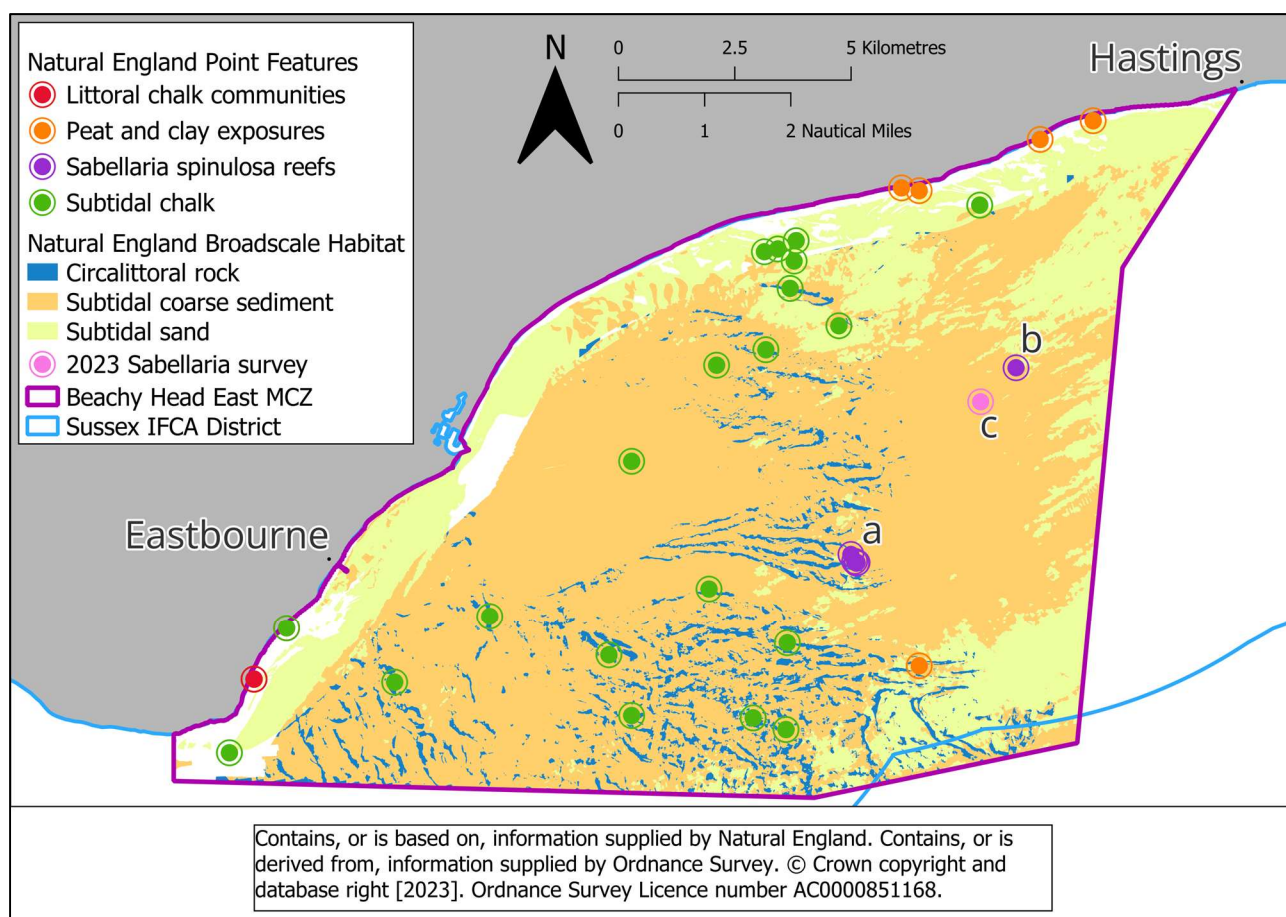 Natural England Point Features
Littoral chalk communities
Peat and clay exposures
Sabellaria spinulosa reefs
Subtidal chalk
Natural England Broadscale Habitat
Circalittoral rock
Subtidal coarse sediment
Subtidal sand
2023 Sabellaria survey
Beachy Head East MCZ
Sussex IFCA District
N
0 2.5 5 Kilometres
0 1 2 Nautical Miles
Hastings
b
c
Eastbourne
a
Contains, or is based on, information supplied by Natural England. Contains, or is
derived from, information supplied by Ordnance Survey. © Crown copyright and
database right [2023]. Ordnance Survey Licence number AC0000851168.